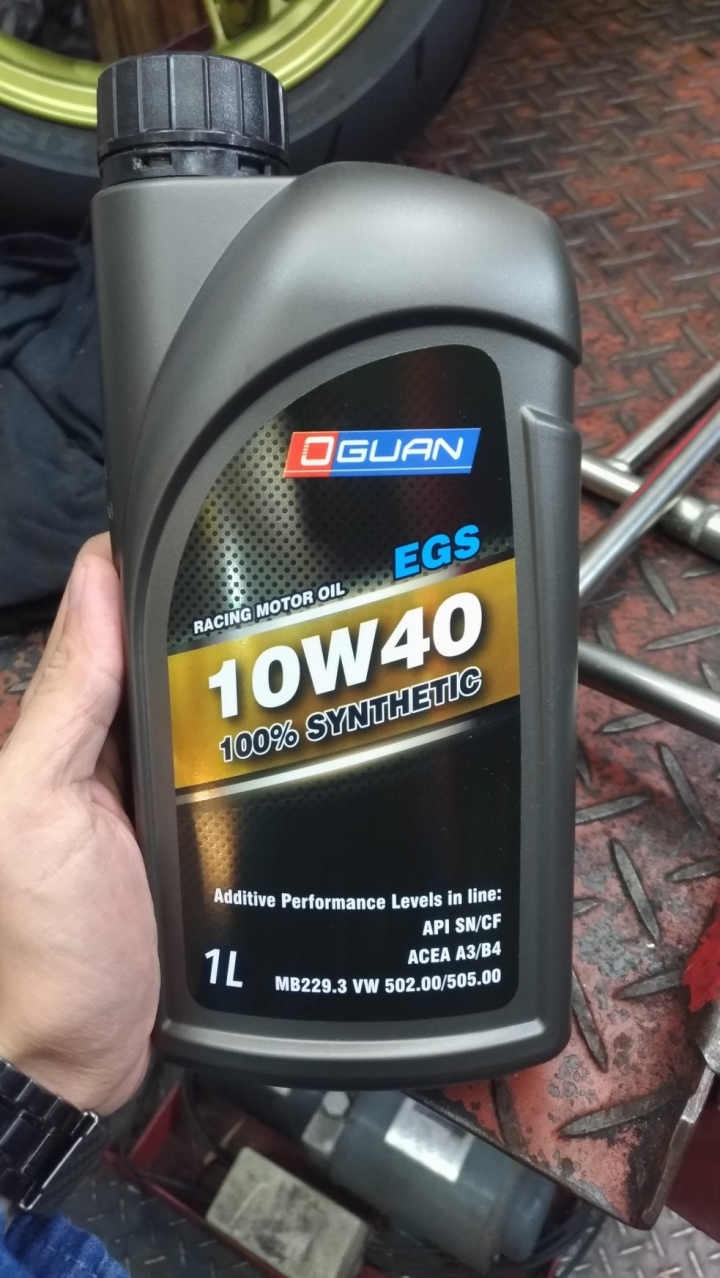 OGUAN
EGS
RACING MOTOR OIL
10W40
100% SYNTHETIC
Additive Performance Levels in line:
API SN/CF
ACEA A3/B4
1L
MB229.3 VW 502.00/505.00